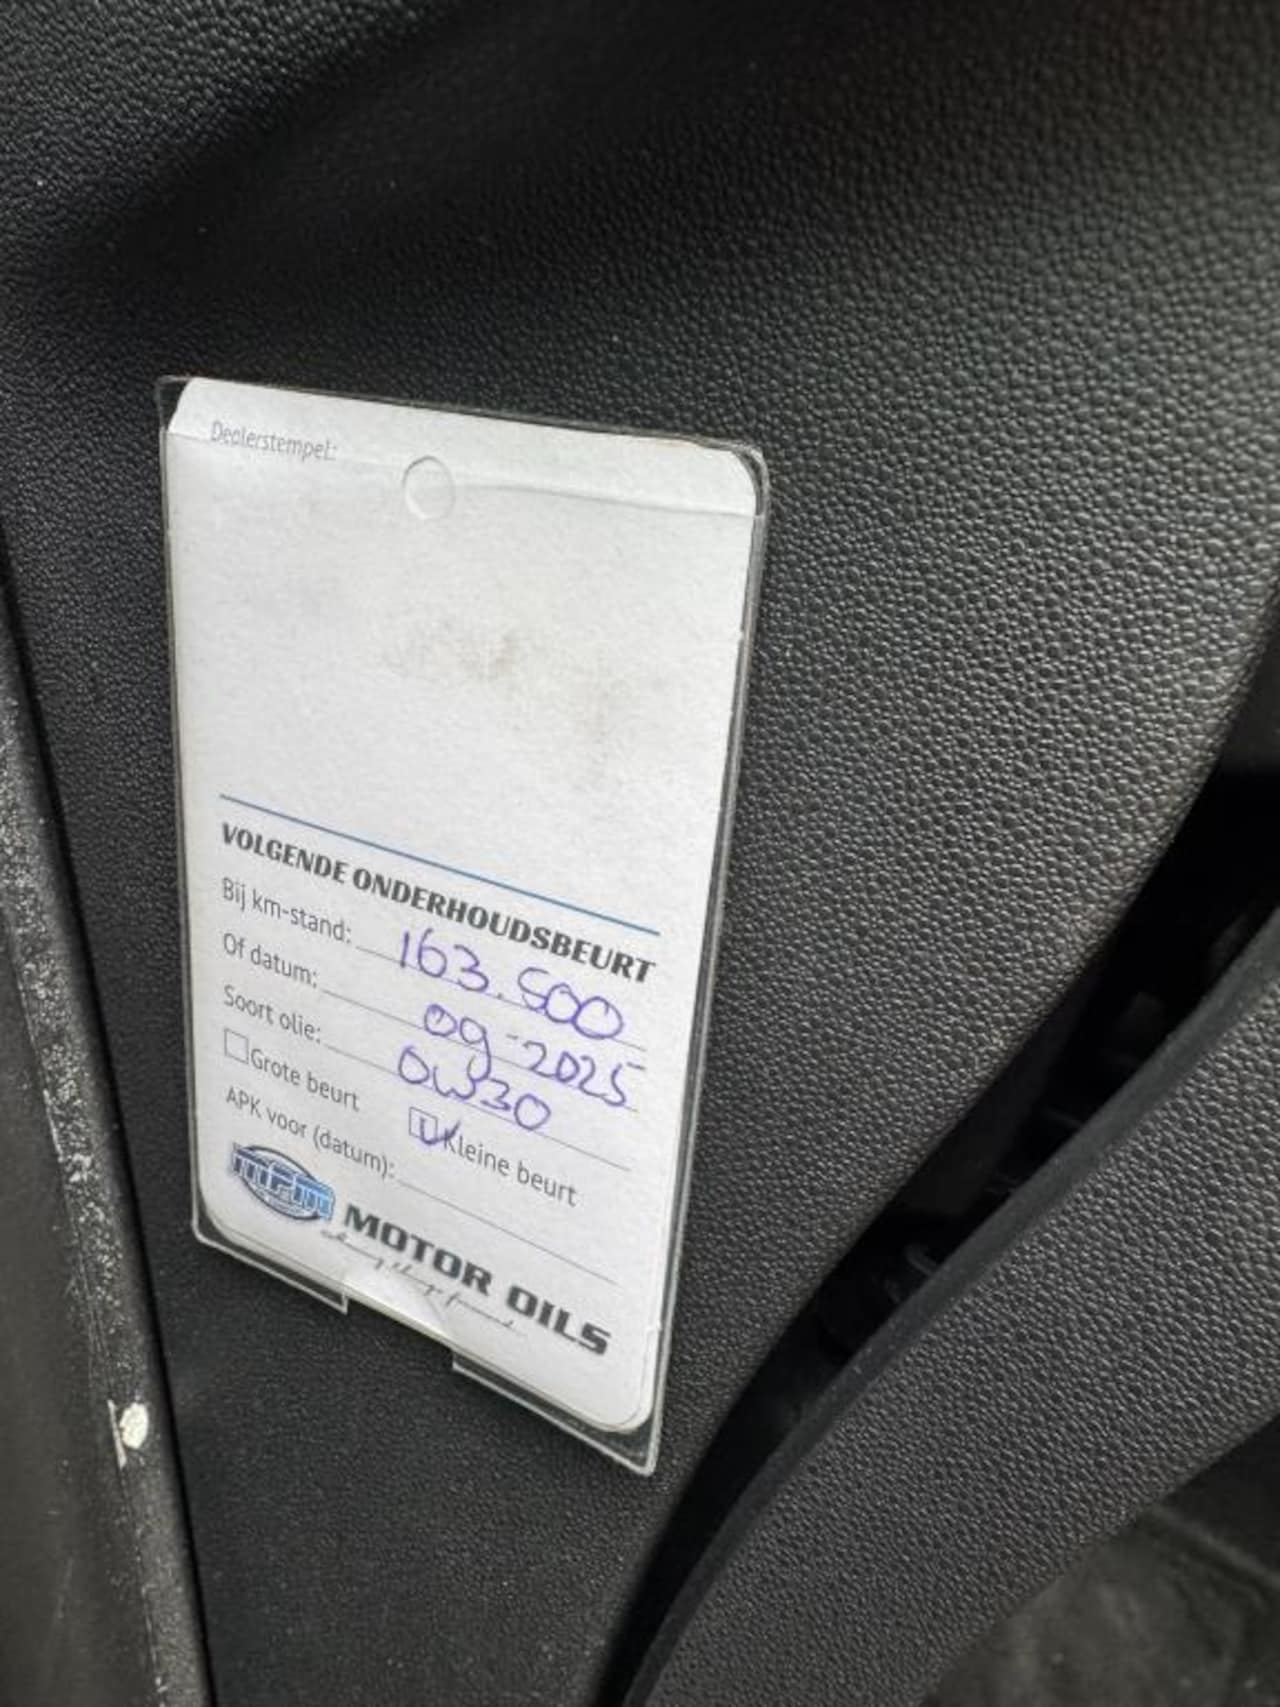 Dealerstempel:
VOLGENDE ONDERHOUDSBEURT
Bij km-stand: 163.500
Of datum: 09-2025
Soort olie: 0W30
Grote beurt Kleine beurt
APK voor (datum):
MPM MOTOR OILS